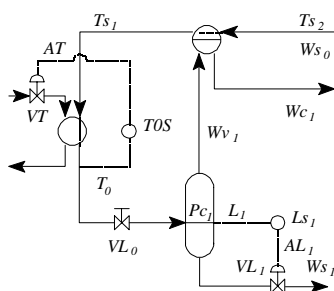 Ts1 Ts2
AT Ws0
VT TOS Wv1 Wc1
T0 Pc1 L1 Ls1
VL0 VL1 AL1
Ws1